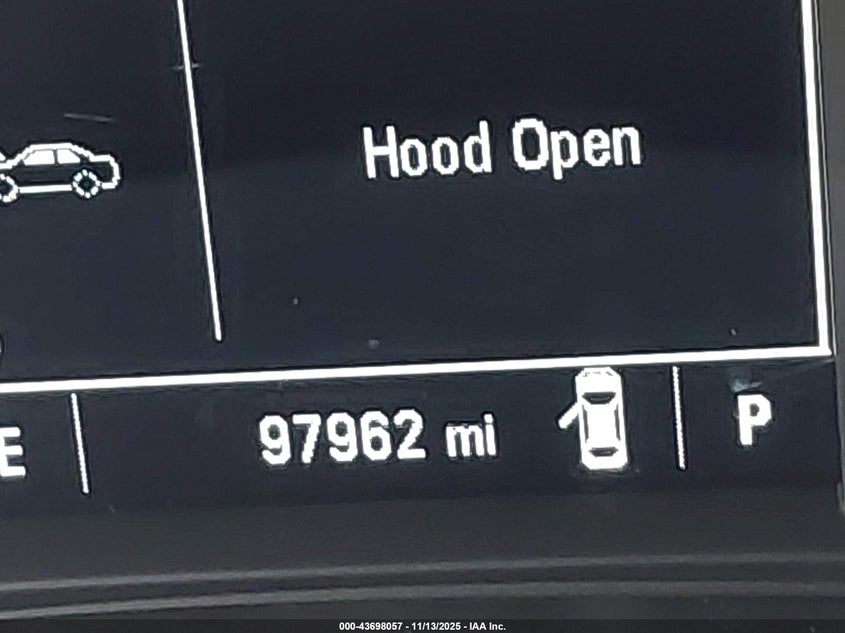 Hood Open
E
97962 mi
P
000-43698057 - 11/13/2025 - IAA Inc.